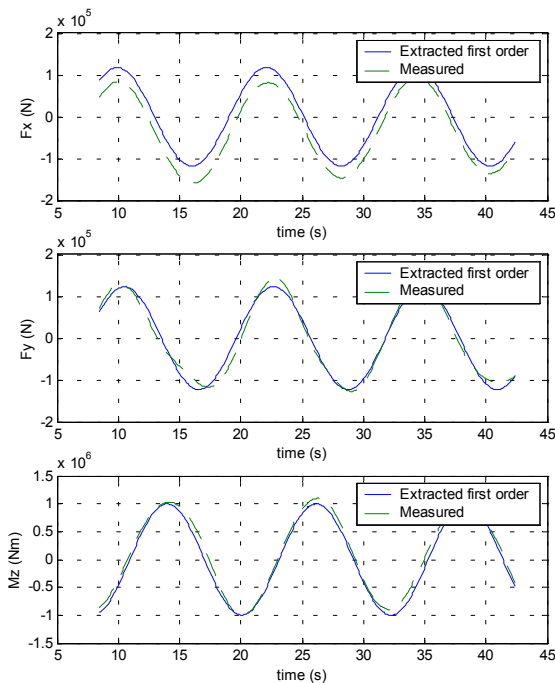 x 10^5
2
1
0
-1
-2
Fx (N)
Extracted first order
Measured
5 10 15 20 25 30 35 40 45
time (s)
x 10^5
2
1
0
-1
-2
Fy (N)
Extracted first order
Measured
5 10 15 20 25 30 35 40 45
time (s)
x 10^6
1.5
1
0.5
0
-0.5
-1
-1.5
Mz (Nm)
Extracted first order
Measured
5 10 15 20 25 30 35 40 45
time (s)